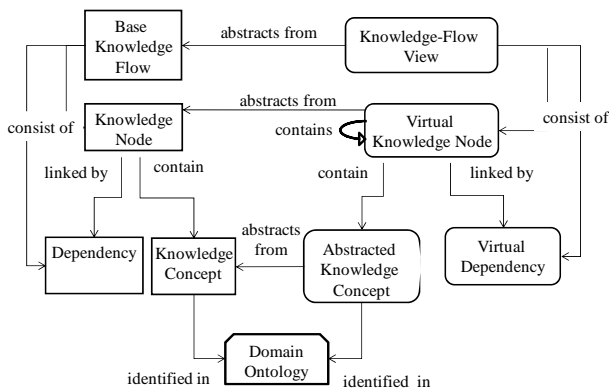 Base
Knowledge
Flow
abstracts from
Knowledge-Flow
View
consist of
Knowledge
Node
abstracts from
contains
Virtual
Knowledge Node
consist of
linked by
contain
contain
linked by
Dependency
Knowledge
Concept
abstracts
from
Abstracted
Knowledge
Concept
Virtual
Dependency
identified in
Domain
Ontology
identified  in